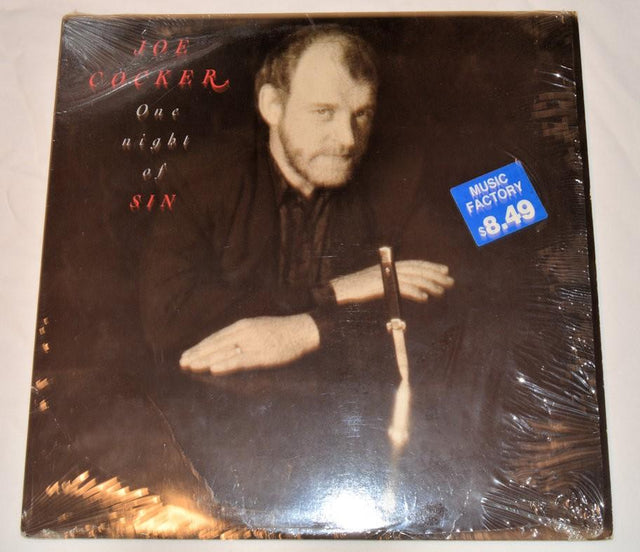 JOE
COCKER
One
night
of
SIN
MUSIC
FACTORY
$8.49